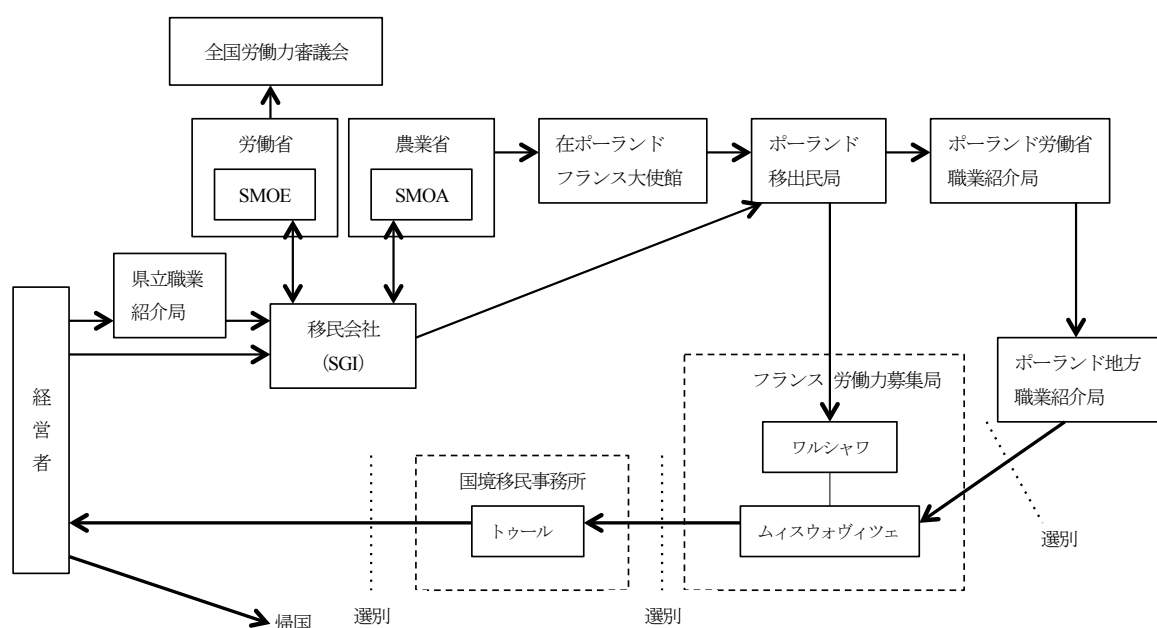 全国労働力審議会
労働省
SMOE
農業省
SMOA
在ポーランド
フランス大使館
ポーランド
移出民局
ポーランド労働省
職業紹介局
県立職業
紹介局
移民会社
(SGI)
経営者
フランス 労働力募集局
ワルシャワ
ムィスウォヴィツェ
ポーランド地方
職業紹介局
選別
国境移民事務所
トゥール
選別
選別
帰国